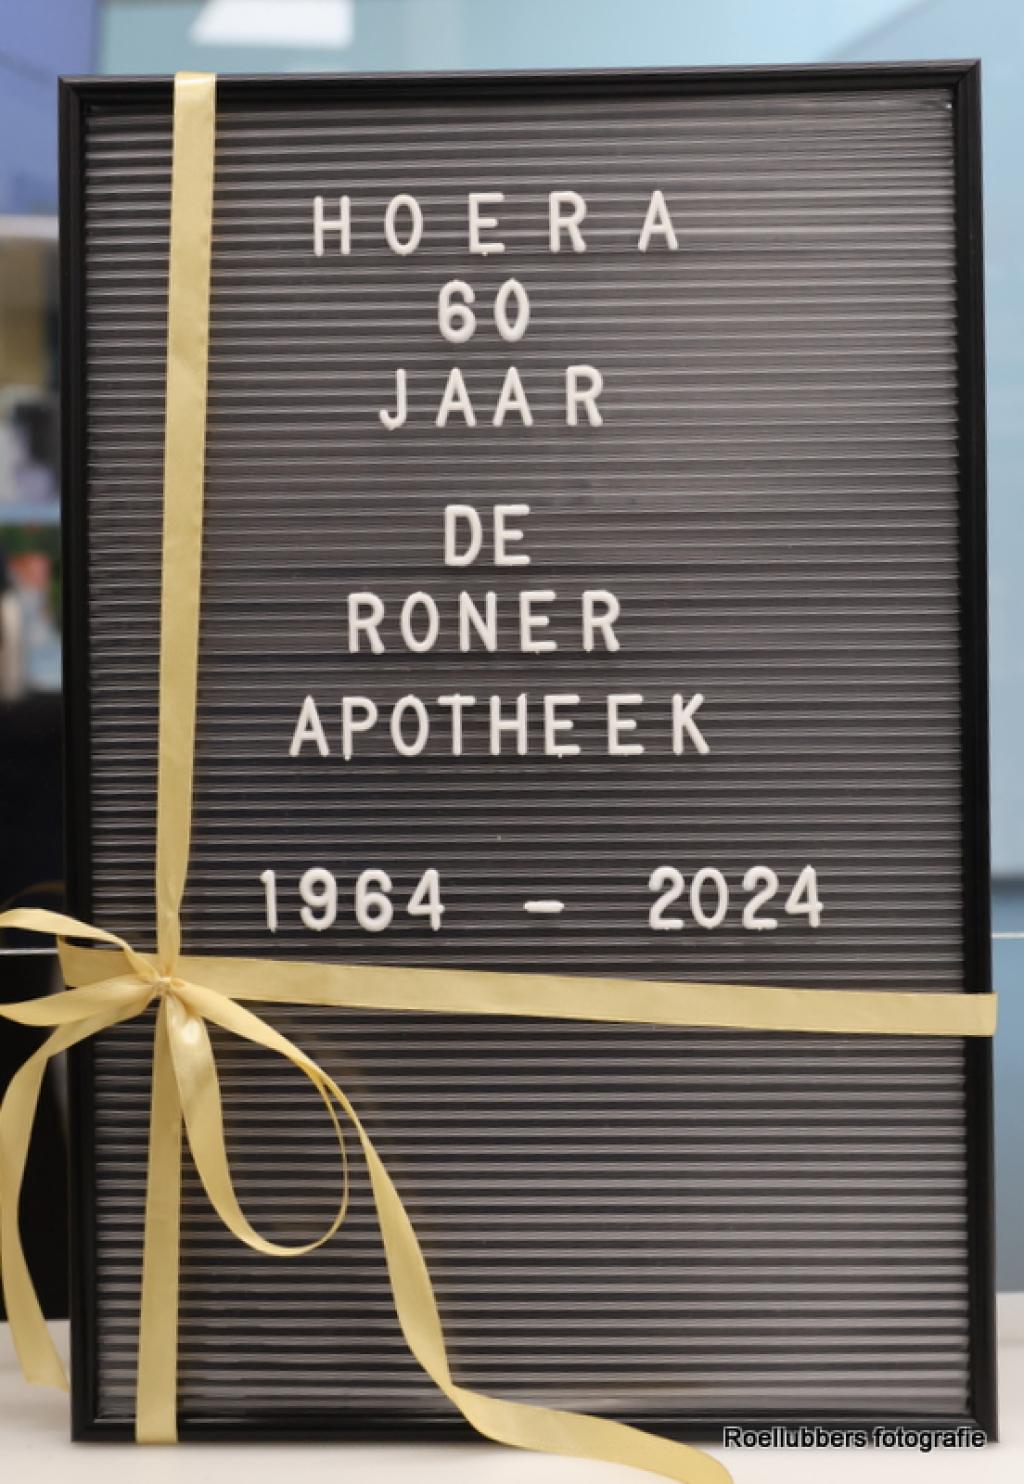 HOERA
60
JAAR
DE
RONER
APOTHEEK
1964 - 2024
Roellubbers fotografie